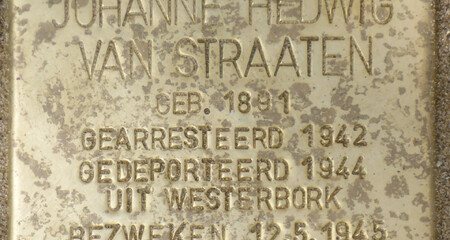 JOHANNE HEDWIG
VAN STRAATEN
GEB. 1891
GEARRESTEERD 1942
GEDEPORTEERD 1944
UIT WESTERBORK
BEZWEKEN 12.5.1945